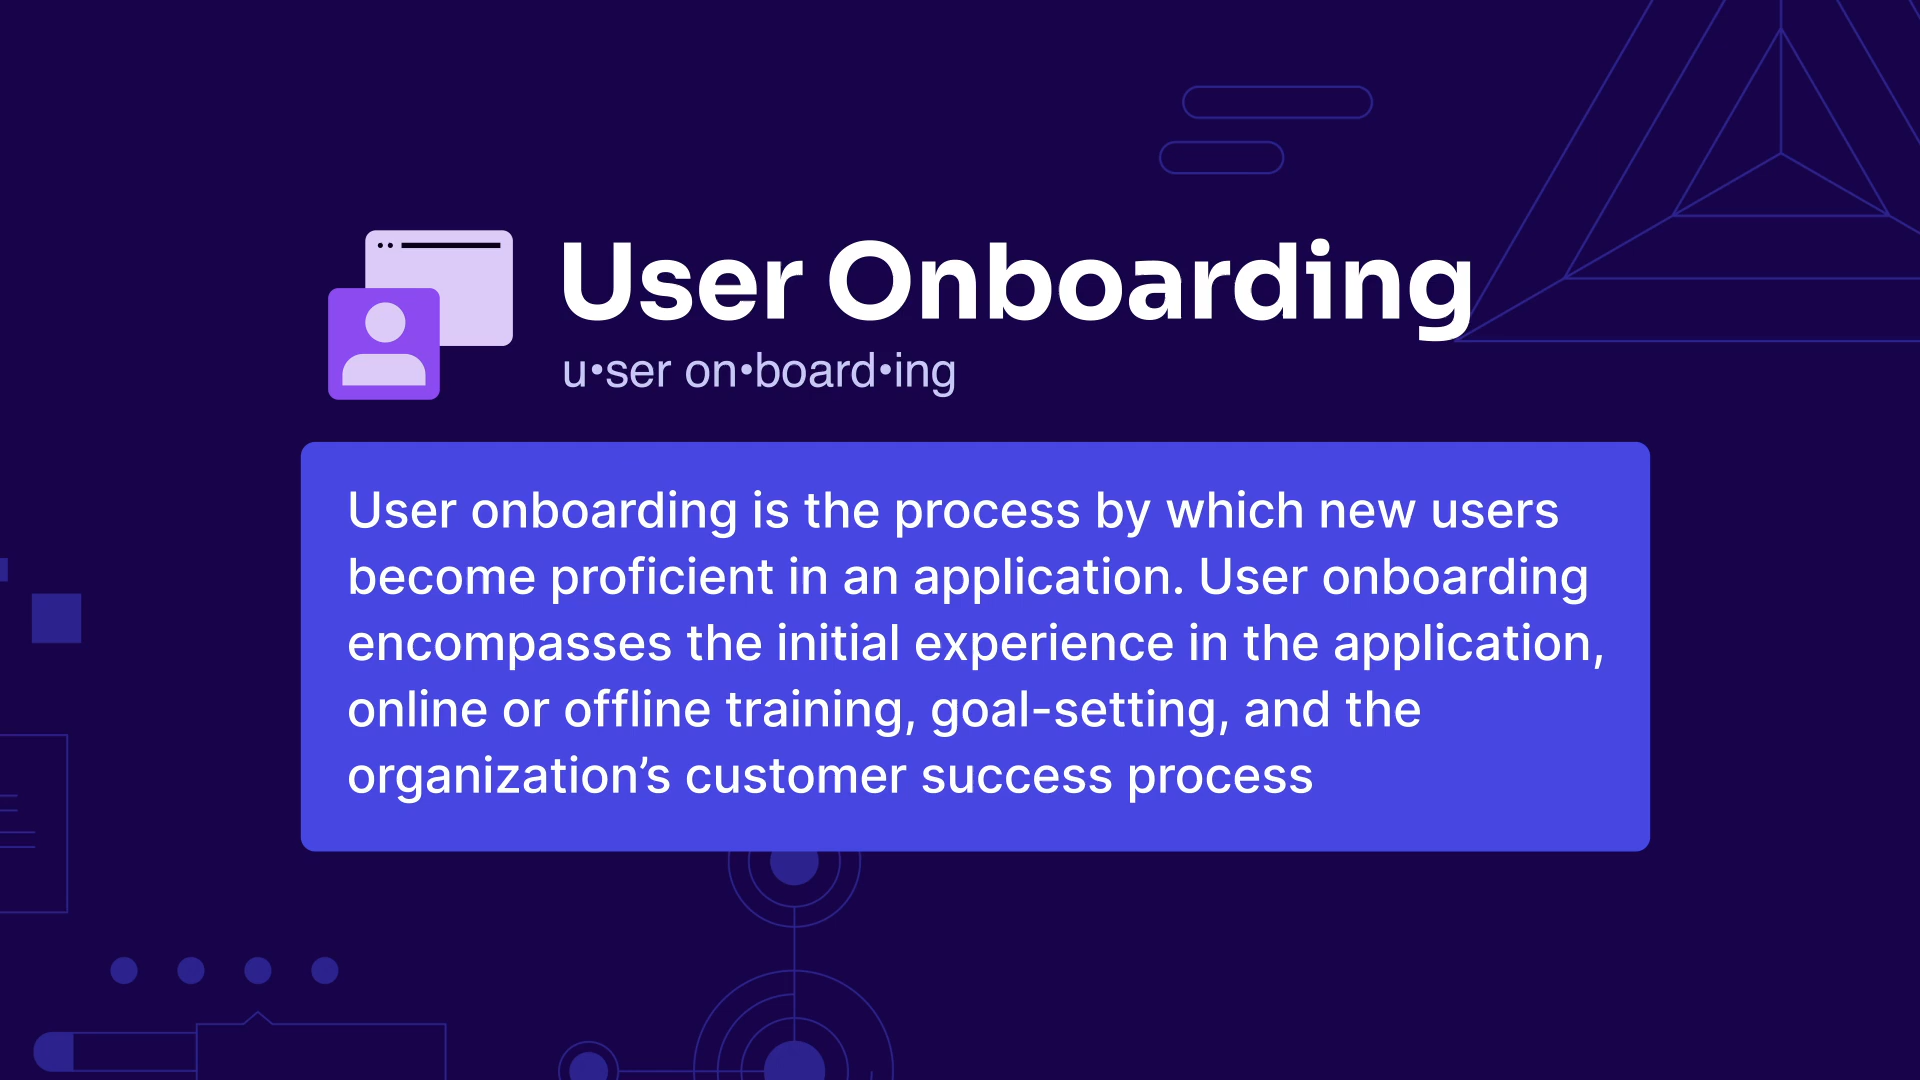 User Onboarding
u•ser on•board•ing
User onboarding is the process by which new users
become proficient in an application. User onboarding
encompasses the initial experience in the application,
online or offline training, goal-setting, and the
organization’s customer success process